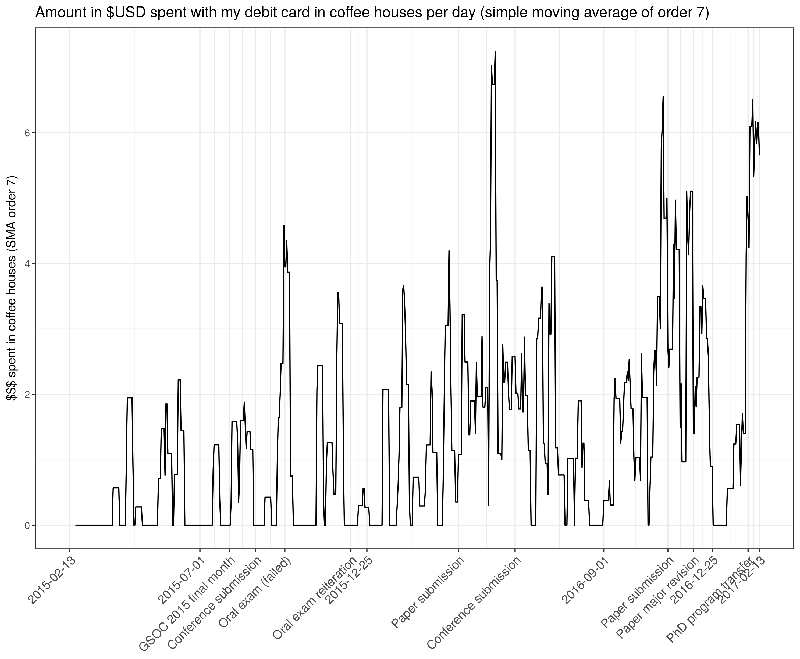 Amount in $USD spent with my debit card in coffee houses per day (simple moving average of order 7)
$$$ spent in coffee houses (SMA order 7)
6
4
2
0
2015-02-13
2015-07-01
GSOC 2015 final month
Conference submission
Oral exam (failed)
Oral exam reiteration
2015-12-25
Paper submission
Conference submission
2016-09-01
Paper submission
Paper major revision
2016-12-25
PhD program transfer
2017-02-13